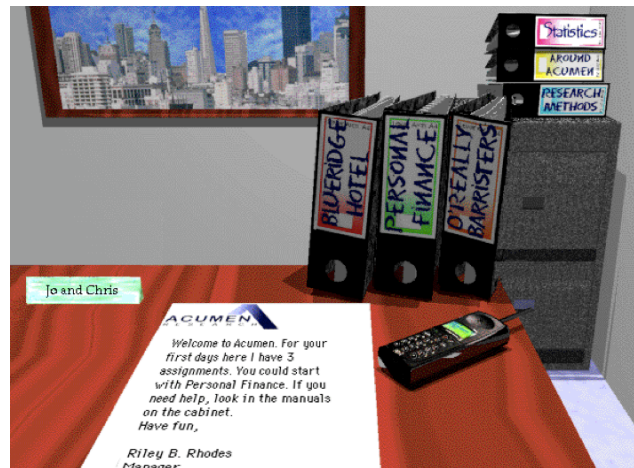 Statistics
AROUND
ACUMEN
RESEARCH
METHODS
BLUERIDGE
HOTEL
PERSONAL
FINANCE
O'REALLY
BARRISTERS
Jo and Chris
ACUMEN
RESEARCH
Welcome to Acumen. For your
first days here I have 3
assignments. You could start
with Personal Finance. If you
need help, look in the manuals
on the cabinet.
Have fun,
Riley B. Rhodes
Manager